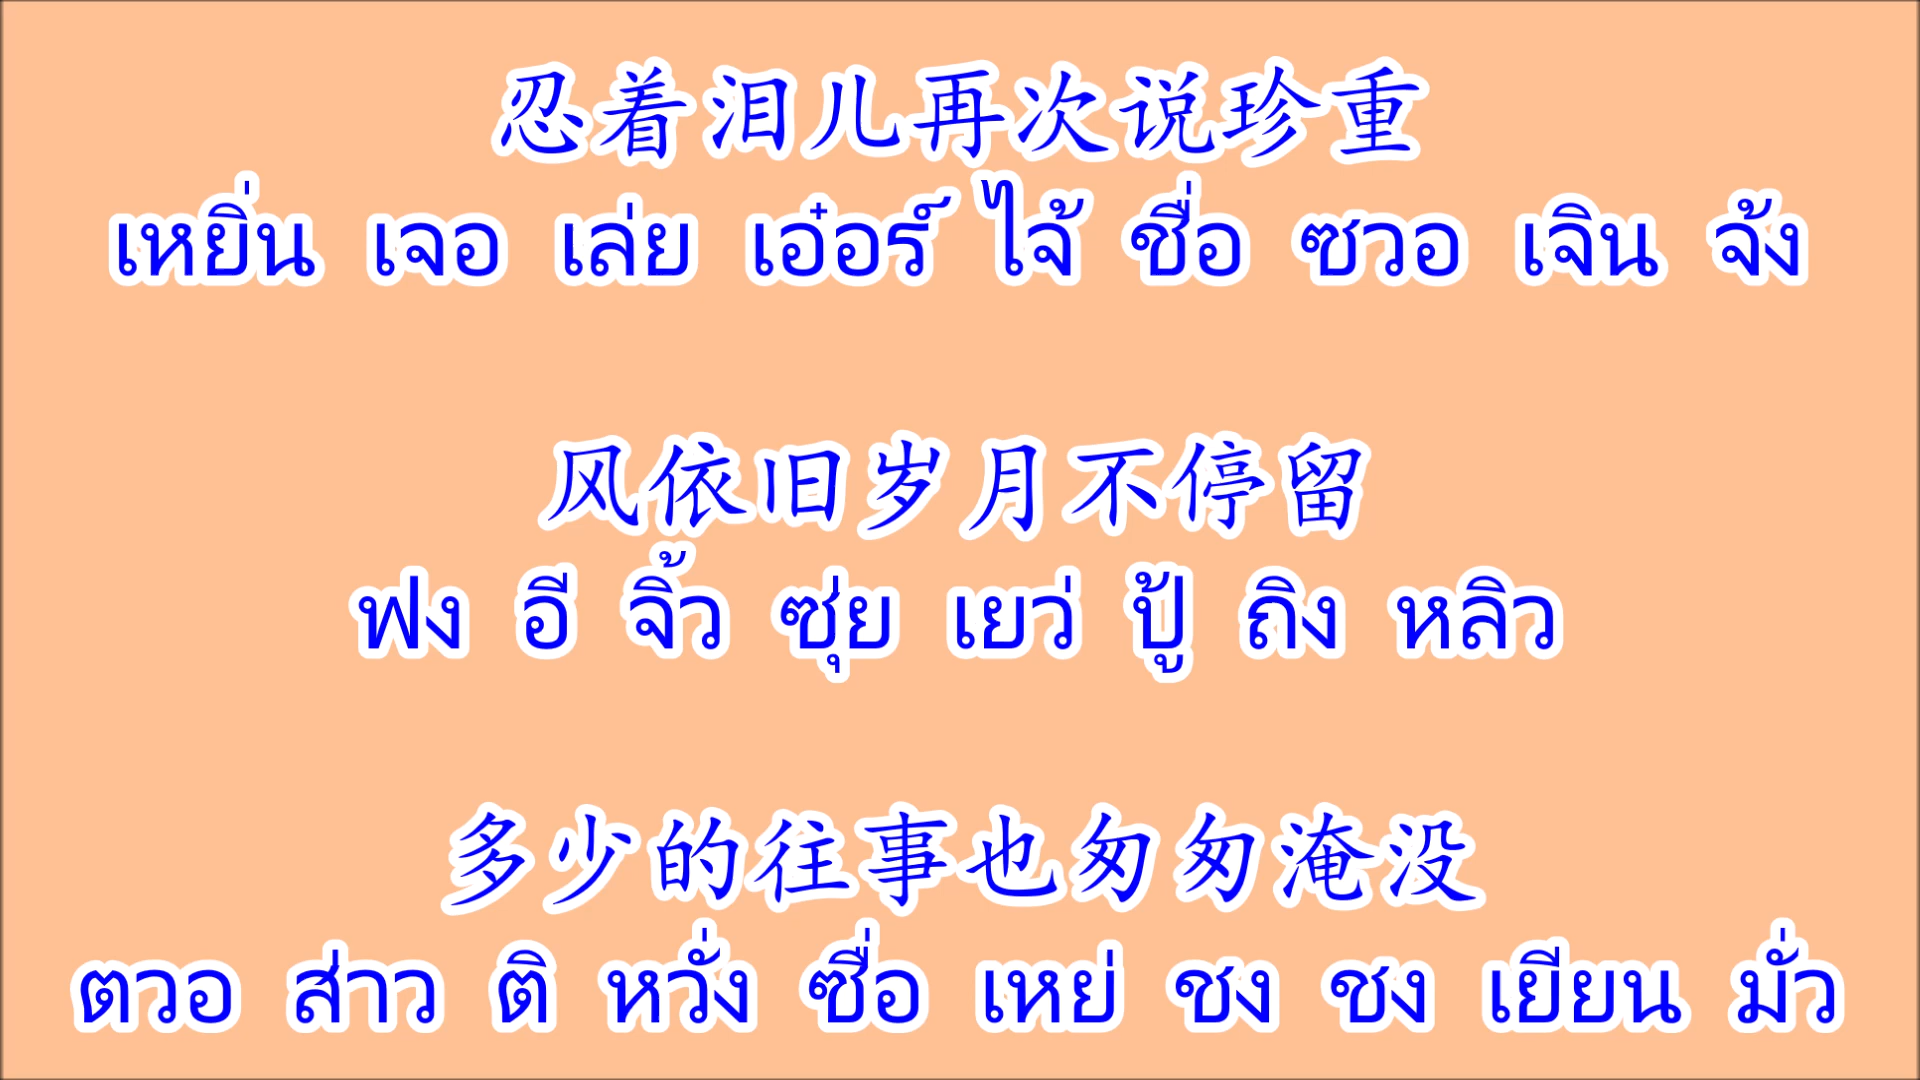 忍着泪儿再次说珍重
เหยิ่น เจอ เล่ย เอ๋อร์ ไจ้ ชื่อ ซวอ เจิน จ้ง
风依旧岁月不停留
ฟง อี จิ้ว ซุ่ย เยว่ ปู้ ถิง หลิว
多少的往事也匆匆淹没
ตวอ ส่าว ติ หวั่ง ซื่อ เหย่ ชง ชง เยียน มั่ว